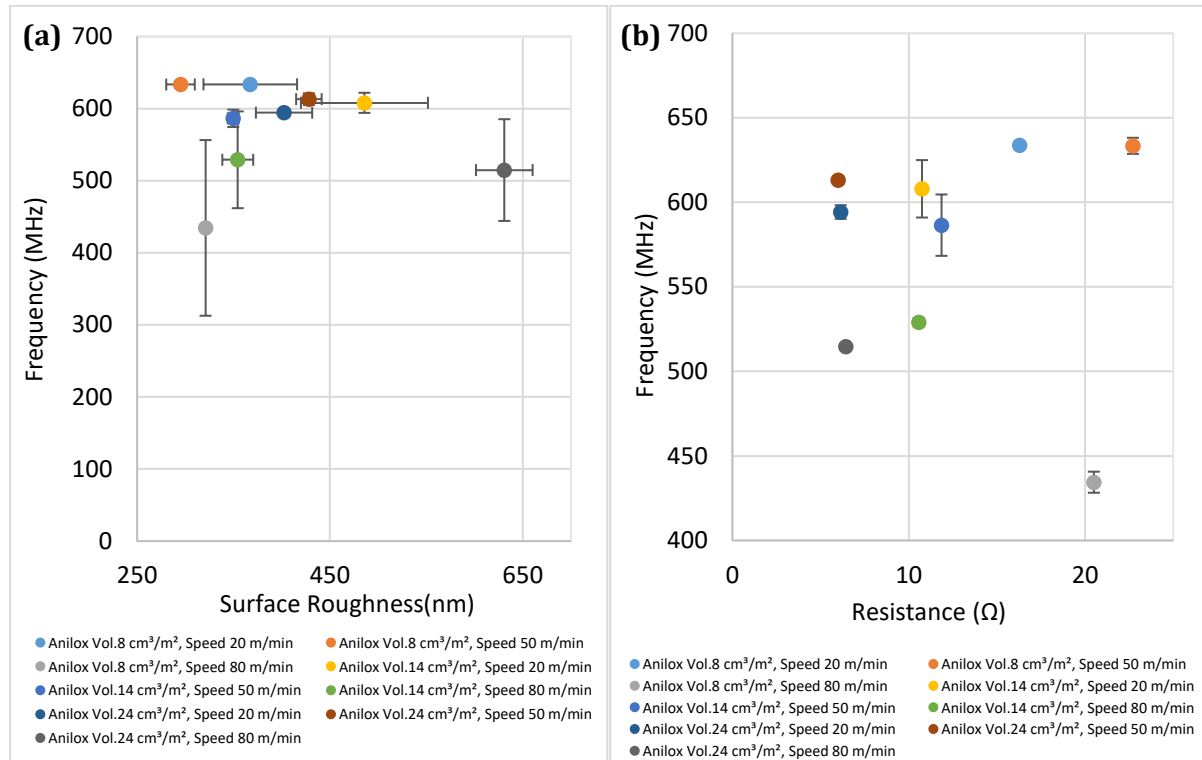 (a)
700
600
500
400
300
200
100
0
Frequency (MHz)
250 450 650
Surface Roughness(nm)
Anilox Vol.8 cm³/m², Speed 20 m/min Anilox Vol.8 cm³/m², Speed 50 m/min
Anilox Vol.8 cm³/m², Speed 80 m/min Anilox Vol.14 cm³/m², Speed 20 m/min
Anilox Vol.14 cm³/m², Speed 50 m/min Anilox Vol.14 cm³/m², Speed 80 m/min
Anilox Vol.24 cm³/m², Speed 20 m/min Anilox Vol.24 cm³/m², Speed 50 m/min
Anilox Vol.24 cm³/m², Speed 80 m/min
(b)
700
650
600
550
500
450
400
Frequency (MHz)
0 10 20
Resistance (Ω)
Anilox Vol.8 cm³/m², Speed 20 m/min Anilox Vol.8 cm³/m², Speed 50 m/min
Anilox Vol.8 cm³/m², Speed 80 m/min Anilox Vol.14 cm³/m², Speed 20 m/min
Anilox Vol.14 cm³/m², Speed 50 m/min Anilox Vol.14 cm³/m², Speed 80 m/min
Anilox Vol.24 cm³/m², Speed 20 m/min Anilox Vol.24 cm³/m², Speed 50 m/min
Anilox Vol.24 cm³/m², Speed 80 m/min